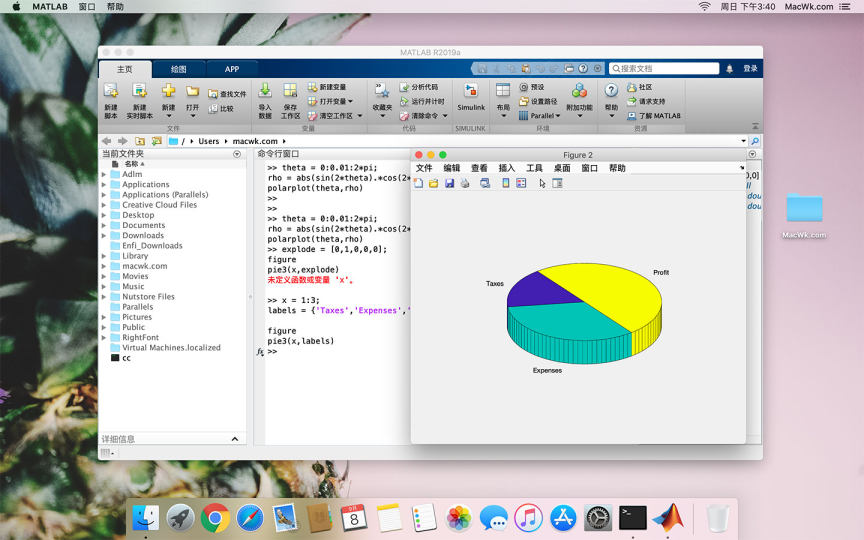 MATLAB 窗口 帮助
周日 下午3:40 MacWk.com
MATLAB R2019a
主页 绘图 APP
搜索文档
登录
新建
脚本
新建
实时脚本
新建
打开
查找文件
比较
导入
数据
保存
工作区
新建变量
打开变量
清空工作区
收藏夹
分析代码
运行并计时
清除命令
Simulink
布局
预设
设置路径
Parallel
附加功能
帮助
社区
请求支持
了解 MATLAB
文件 变量 代码 SIMULINK 环境 资源
/ Users macwk.com
当前文件夹
名称
Adlm
Applications
Applications (Parallels)
Creative Cloud Files
Desktop
Documents
Downloads
Enfi_Downloads
Library
macwk.com
Movies
Music
Nutstore Files
Parallels
Pictures
Public
RightFont
Virtual Machines.localized
cc
详细信息
命令行窗口
>> theta = 0:0.01:2*pi;
rho = abs(sin(2*theta).*cos(2*
polarplot(theta,rho)
>>
>>
>> theta = 0:0.01:2*pi;
rho = abs(sin(2*theta).*cos(2*
polarplot(theta,rho)
>> explode = [0,1,0,0,0];
figure
pie3(x,explode)
未定义函数或变量 'x'。
>> x = 1:3;
labels = {'Taxes','Expenses','
figure
pie3(x,labels)
fx >>
Figure 2
文件 编辑 查看 插入 工具 桌面 窗口 帮助
Taxes
Profit
Expenses
0,0]
ll
dou
dou
MacWk.com
8